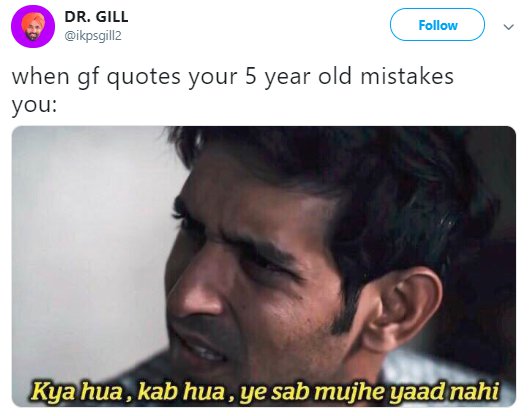 DR. GILL
@ikpsgill2
Follow
when gf quotes your 5 year old mistakes
you:
Kya hua , kab hua , ye sab mujhe yaad nahi